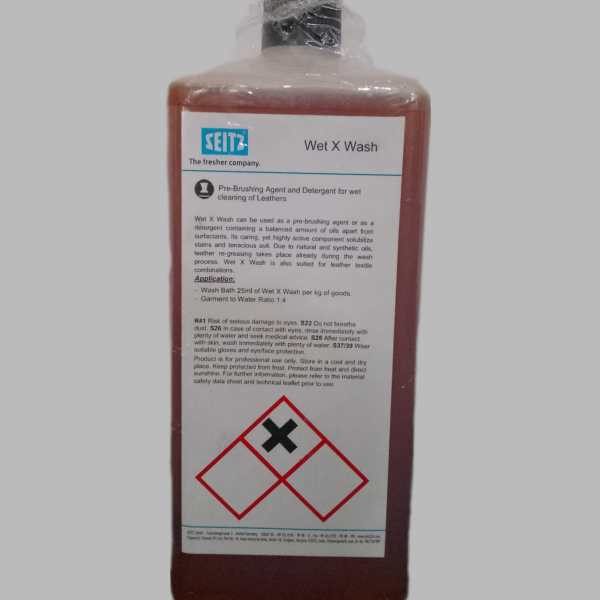 SEITZ
The fresher company.
Wet X Wash
Pre-Brushing Agent and Detergent for wet
cleaning of Leathers
Wet X Wash can be used as a pre-brushing agent or as a
detergent containing a balanced amount of oils apart from
surfactants. Its caring, yet highly active component solubilize
stains and tenacious soil. Due to natural and synthetic oils,
leather re-greasing takes place already during the wash
process. Wet X Wash is also suited for leather textile
combinations.
Application:
- Wash Bath 25ml of Wet X Wash per kg of goods.
- Garment to Water Ratio 1:4
R41 Risk of serious damage to eyes. S22 Do not breathe
dust. S26 In case of contact with eyes, rinse immediately with
plenty of water and seek medical advice. S28 After contact
with skin, wash immediately with plenty of water. S37/39 Wear
suitable gloves and eye/face protection.
Product is for professional use only. Store in a cool and dry
place. Keep protected from frost. Protect from heat and direct
sunshine. For further information, please refer to the material
safety data sheet and technical leaflet prior to use.